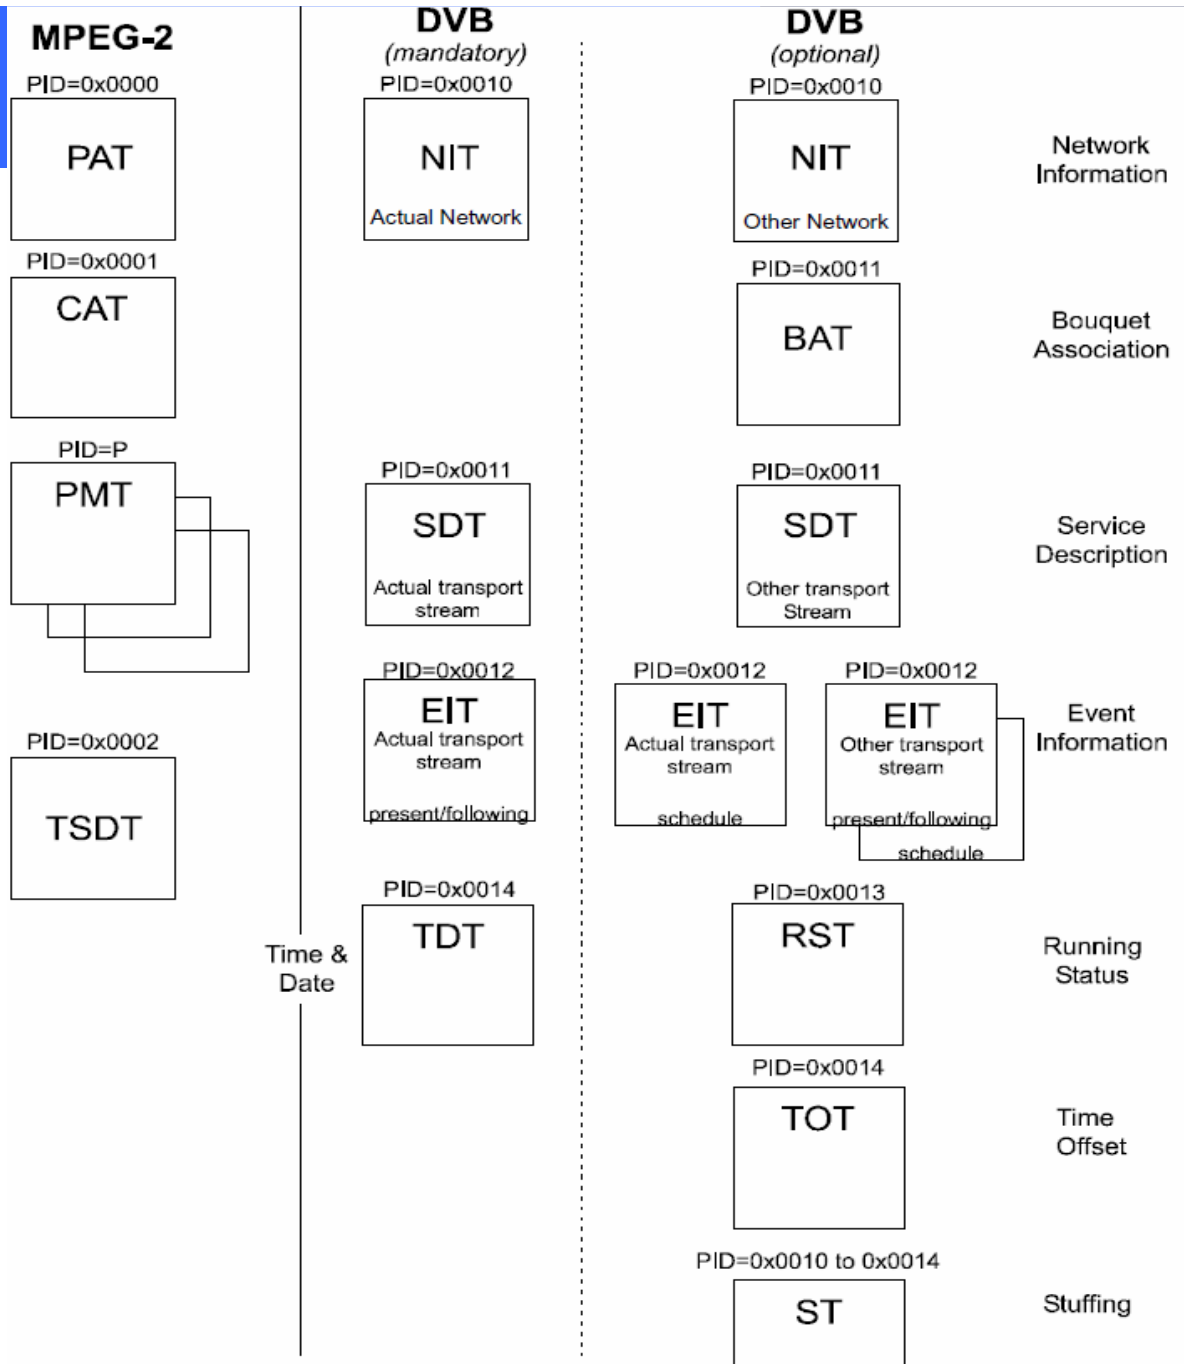 MPEG-2
DVB
(mandatory)
DVB
(optional)
PID=0x0000
PAT
PID=0x0010
NIT
Actual Network
PID=0x0010
NIT
Other Network
Network
Information
PID=0x0001
CAT
PID=0x0011
BAT
Bouquet
Association
PID=P
PMT
PID=0x0011
SDT
Actual transport
stream
PID=0x0011
SDT
Other transport
Stream
Service
Description
PID=0x0002
TSDT
PID=0x0012
EIT
Actual transport
stream
present/following
PID=0x0012
EIT
Actual transport
stream
schedule
PID=0x0012
EIT
Other transport
stream
present/following
schedule
Event
Information
Time &
Date
PID=0x0014
TDT
PID=0x0013
RST
Running
Status
PID=0x0014
TOT
Time
Offset
PID=0x0010 to 0x0014
ST
Stuffing